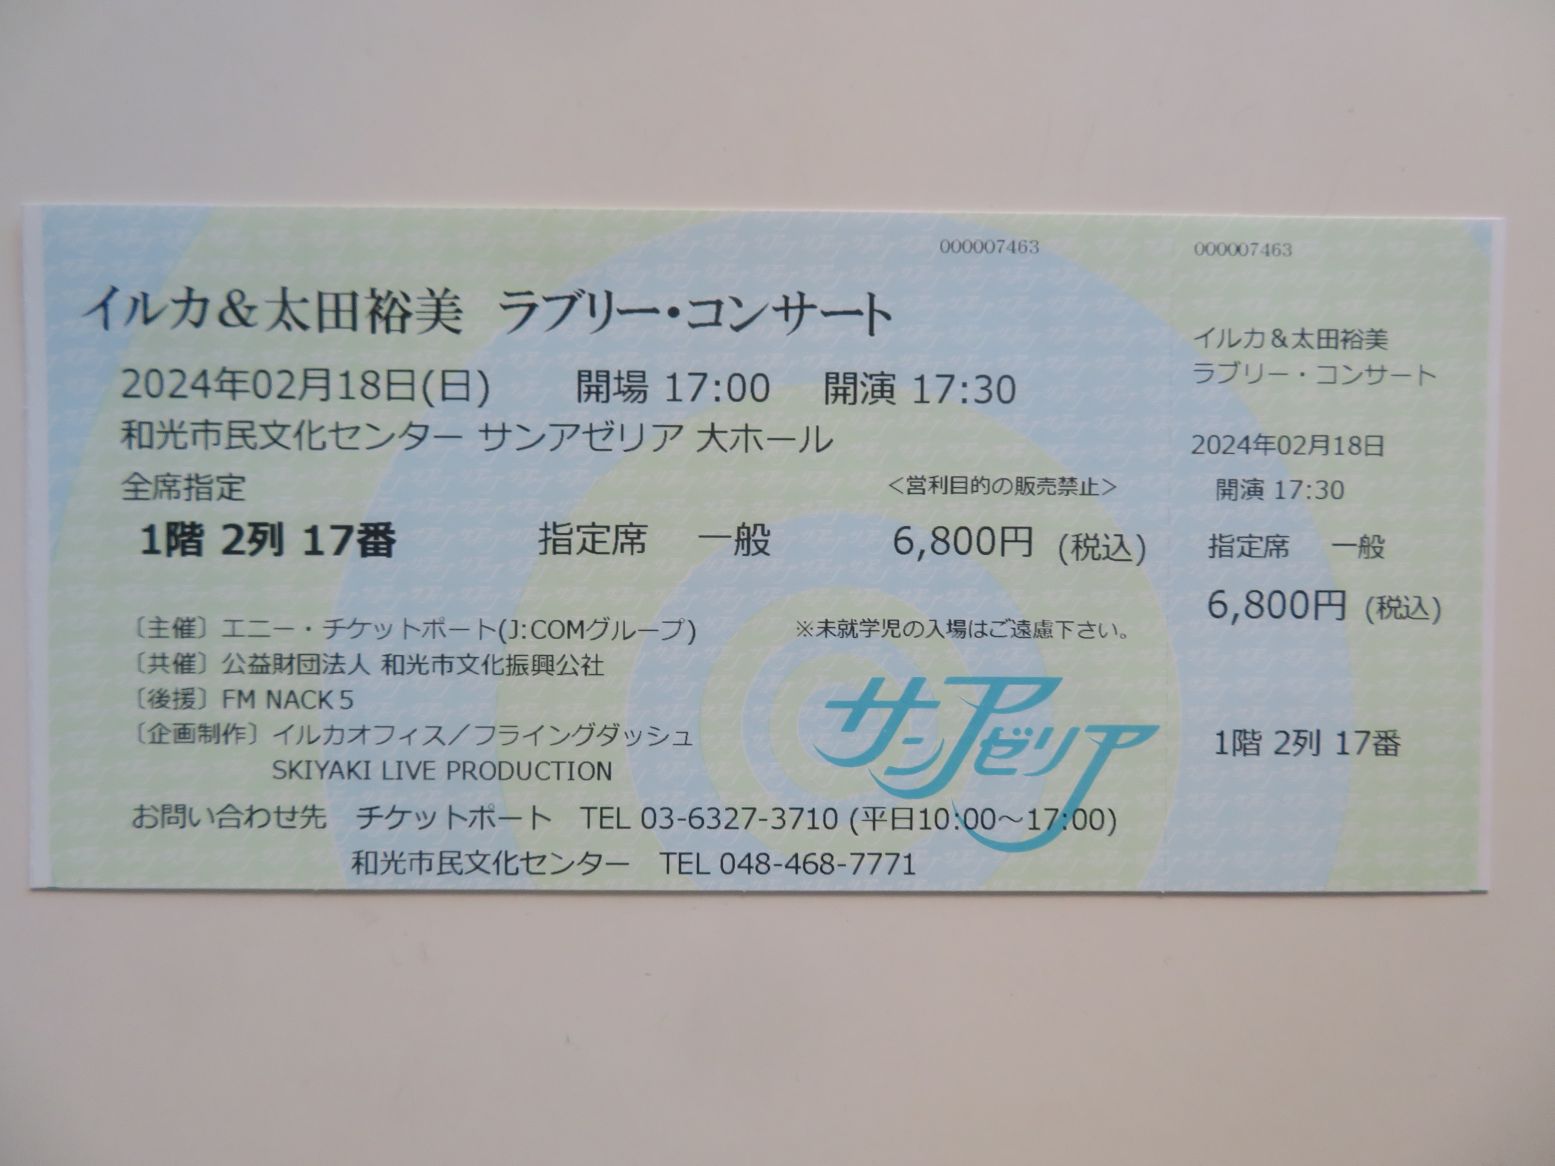 000007463
イルカ&太田裕美 ラブリー・コンサート
2024年02月18日(日) 開場 17:00 開演 17:30
和光市民文化センター サンアゼリア 大ホール
全席指定 <営利目的の販売禁止>
1階 2列 17番 指定席 一般 6,800円 (税込)
〔主催〕エニー・チケットポート(J:COMグループ) ※未就学児の入場はご遠慮下さい。
〔共催〕公益財団法人 和光市文化振興公社
〔後援〕FM NACK5
〔企画制作〕イルカオフィス／フライングダッシュ
SKIYAKI LIVE PRODUCTION
サンアゼリア
お問い合わせ先 チケットポート TEL 03-6327-3710 (平日10:00～17:00)
和光市民文化センター TEL 048-468-7771
000007463
イルカ&太田裕美
ラブリー・コンサート
2024年02月18日
開演 17:30
指定席 一般
6,800円 (税込)
1階 2列 17番